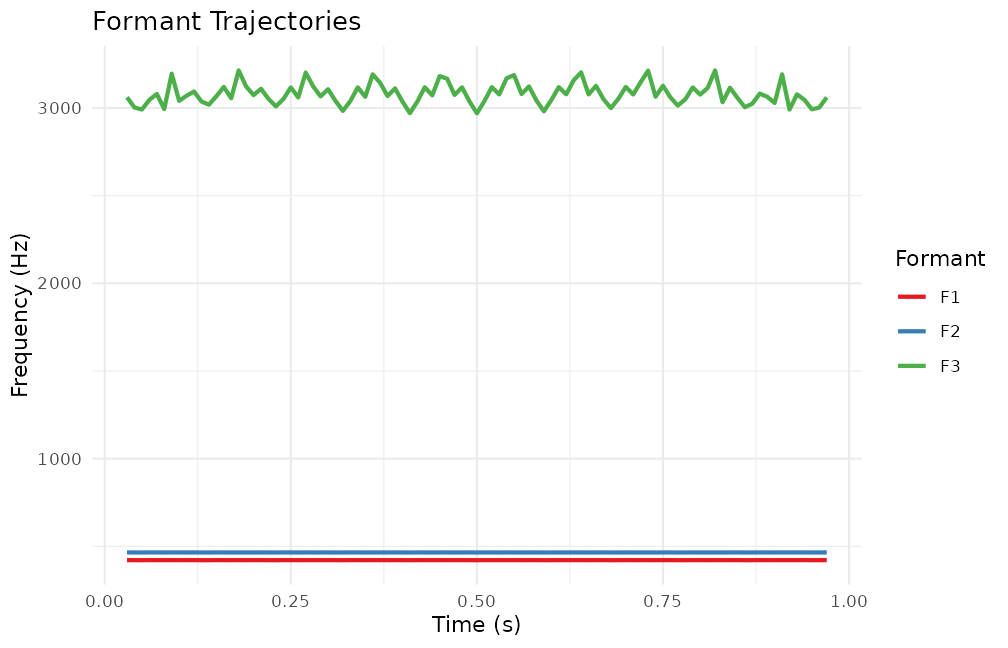 Formant Trajectories
Frequency (Hz)
3000
2000
1000
0.00 0.25 0.50 0.75 1.00
Time (s)
Formant
F1
F2
F3